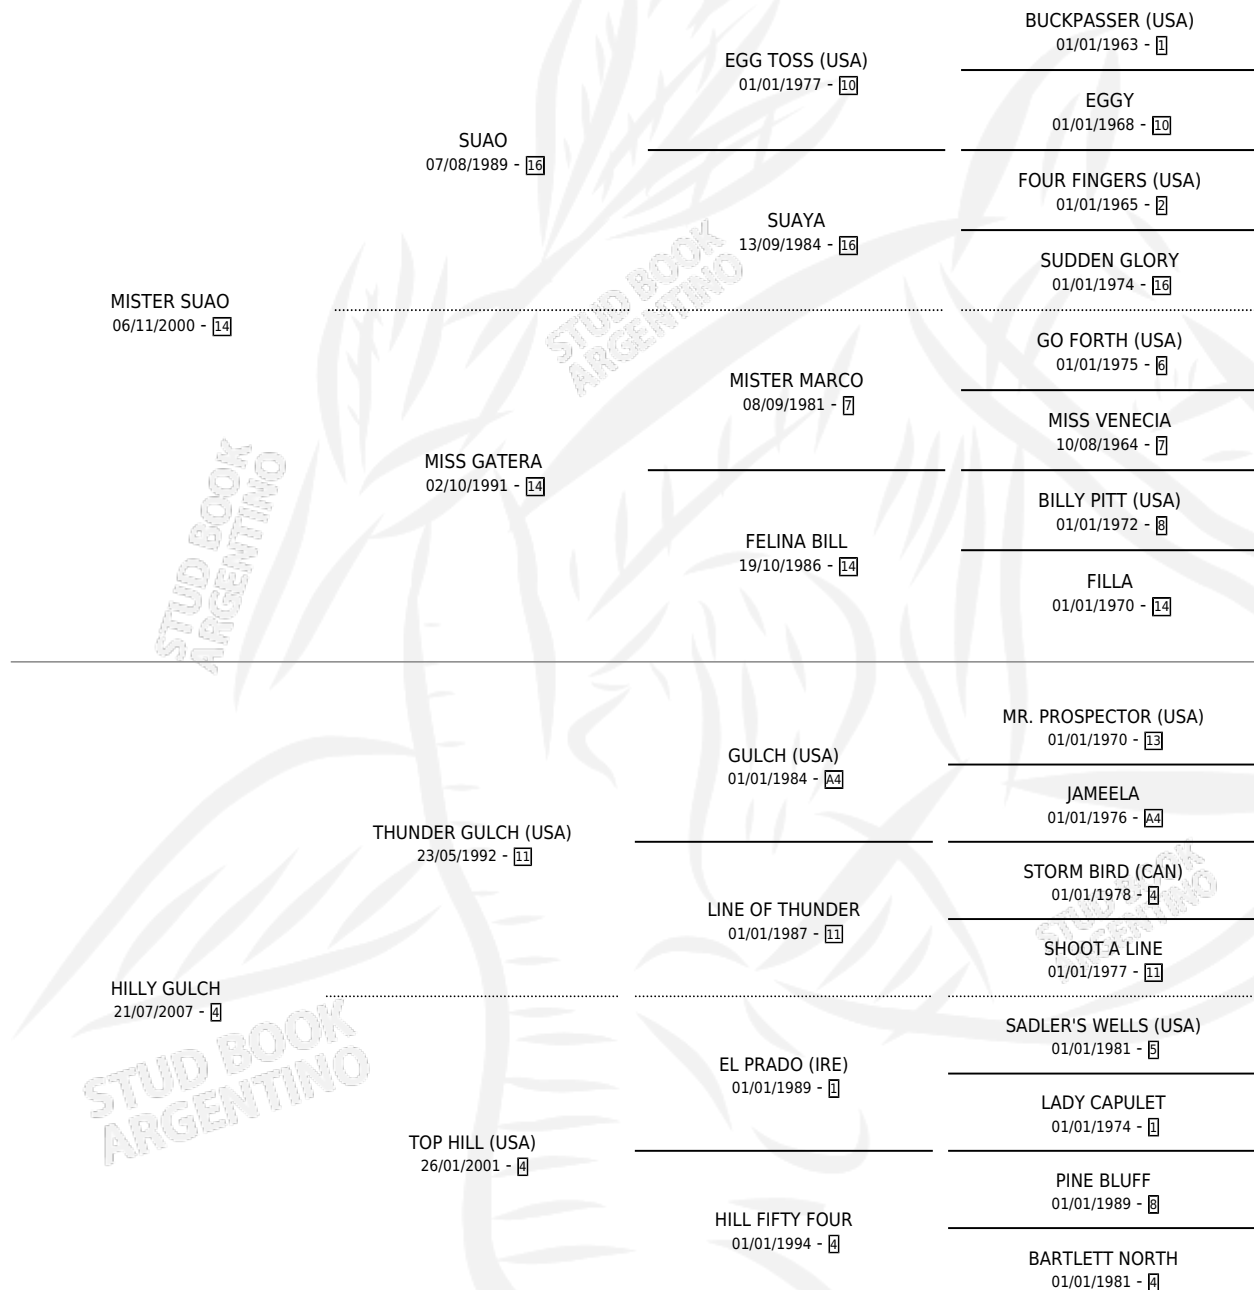 BUCKPASSER (USA)
01/01/1963 - 1
EGG TOSS (USA)
01/01/1977 - 10
EGGY
01/01/1968 - 10
SUAO
07/08/1989 - 16
FOUR FINGERS (USA)
01/01/1965 - 2
SUAYA
13/09/1984 - 16
SUDDEN GLORY
01/01/1974 - 16
MISTER SUAO
06/11/2000 - 14
STUD BOOK
ARGENTINO
GO FORTH (USA)
01/01/1975 - 6
MISTER MARCO
08/09/1981 - 7
MISS VENECIA
10/08/1964 - 7
MISS GATERA
02/10/1991 - 14
BILLY PITT (USA)
01/01/1972 - 8
FELINA BILL
19/10/1986 - 14
FILLA
01/01/1970 - 14
STUD BOOK
ARGENTINO
MR. PROSPECTOR (USA)
01/01/1970 - 13
GULCH (USA)
01/01/1984 - A4
JAMEELA
01/01/1976 - A4
THUNDER GULCH (USA)
23/05/1992 - 11
STORM BIRD (CAN)
01/01/1978 - 4
LINE OF THUNDER
01/01/1987 - 11
STUD BOOK
ARGENTINO
SHOOT A LINE
01/01/1977 - 11
HILLY GULCH
21/07/2007 - 4
SADLER'S WELLS (USA)
01/01/1981 - 5
EL PRADO (IRE)
01/01/1989 - 1
LADY CAPULET
01/01/1974 - 1
STUD BOOK
ARGENTINO
TOP HILL (USA)
26/01/2001 - 4
PINE BLUFF
01/01/1989 - 8
HILL FIFTY FOUR
01/01/1994 - 4
BARTLETT NORTH
01/01/1981 - 4